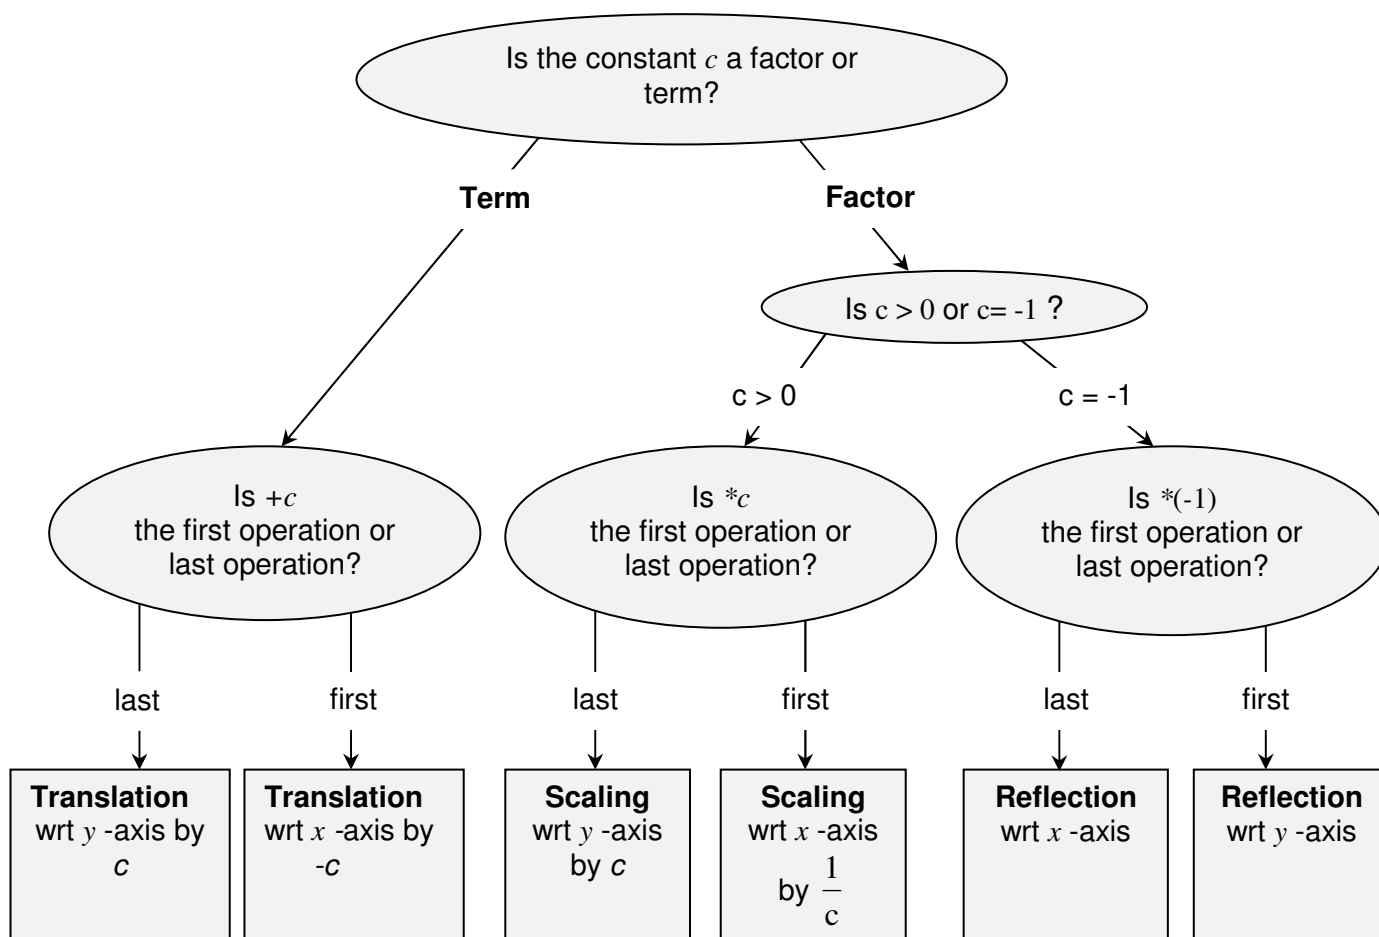 Is the constant c a factor or
term?
Term
Factor
Is c > 0 or c= -1 ?
c > 0
c = -1
Is +c
the first operation or
last operation?
Is *c
the first operation or
last operation?
Is *(-1)
the first operation or
last operation?
last
first
last
first
last
first
Translation
wrt y -axis by
c
Translation
wrt x -axis by
-c
Scaling
wrt y -axis
by c
Scaling
wrt x -axis
by 1/c
Reflection
wrt x -axis
Reflection
wrt y -axis